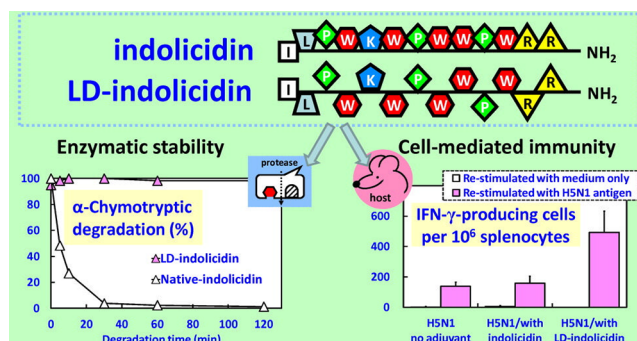 indolicidin
I L P W K W P W W P W R R NH₂
LD-indolicidin
I P K P W W R NH₂
L W W W P R
Enzymatic stability
protease
host
Cell-mediated immunity
α-Chymotryptic
degradation (%)
LD-indolicidin
Native-indolicidin
100
80
60
40
20
0
0 20 40 60 80 100 120
Degradation time (min)
Re-stimulated with medium only
Re-stimulated with H5N1 antigen
IFN-γ-producing cells
per 10⁶ splenocytes
600
400
200
0
H5N1
no adjuvant
H5N1/with
indolicidin
H5N1/with
LD-indolicidin